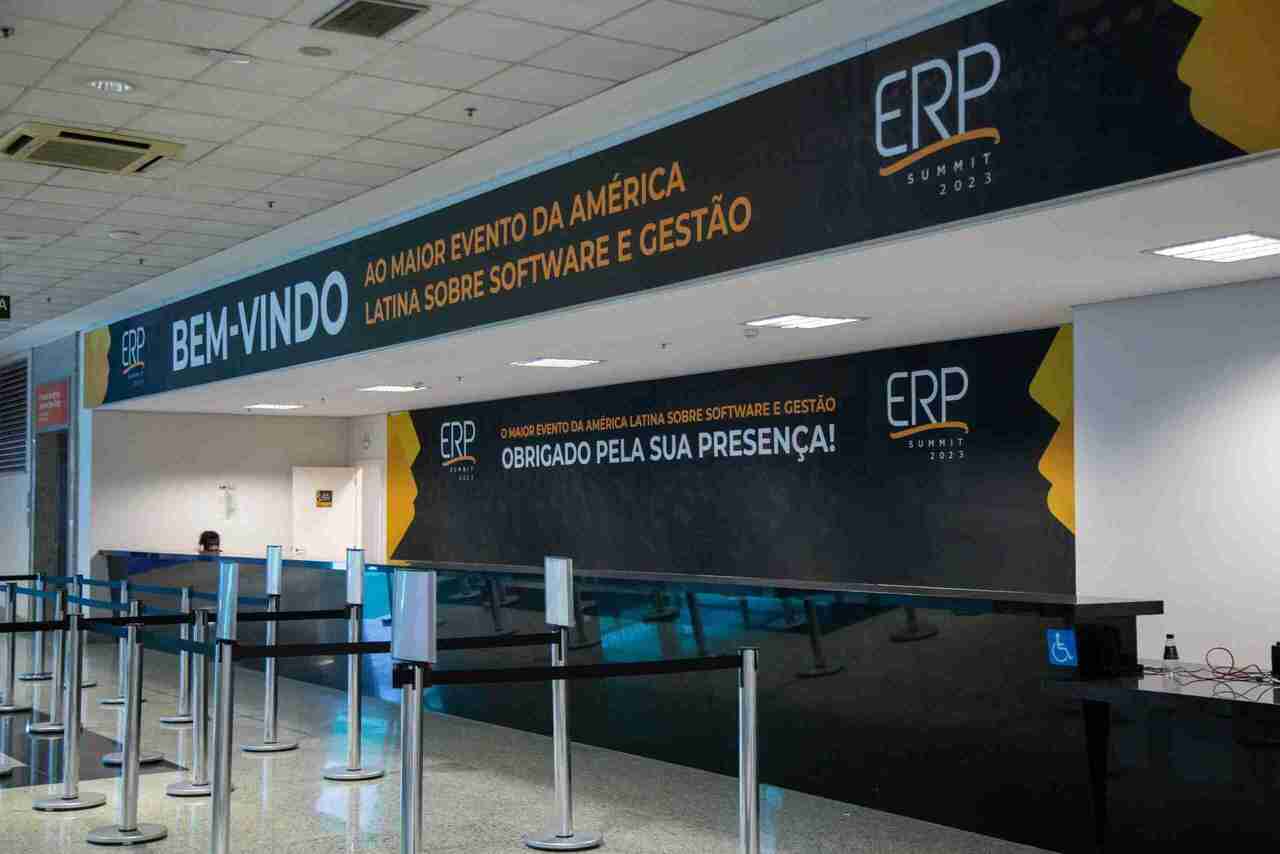 ERP
SUMMIT
2023
BEM-VINDO
AO MAIOR EVENTO DA AMÉRICA
LATINA SOBRE SOFTWARE E GESTÃO
ERP
SUMMIT
2023
ERP
SUMMIT
2023
O MAIOR EVENTO DA AMÉRICA LATINA SOBRE SOFTWARE E GESTÃO
OBRIGADO PELA SUA PRESENÇA!
ERP
SUMMIT
2023